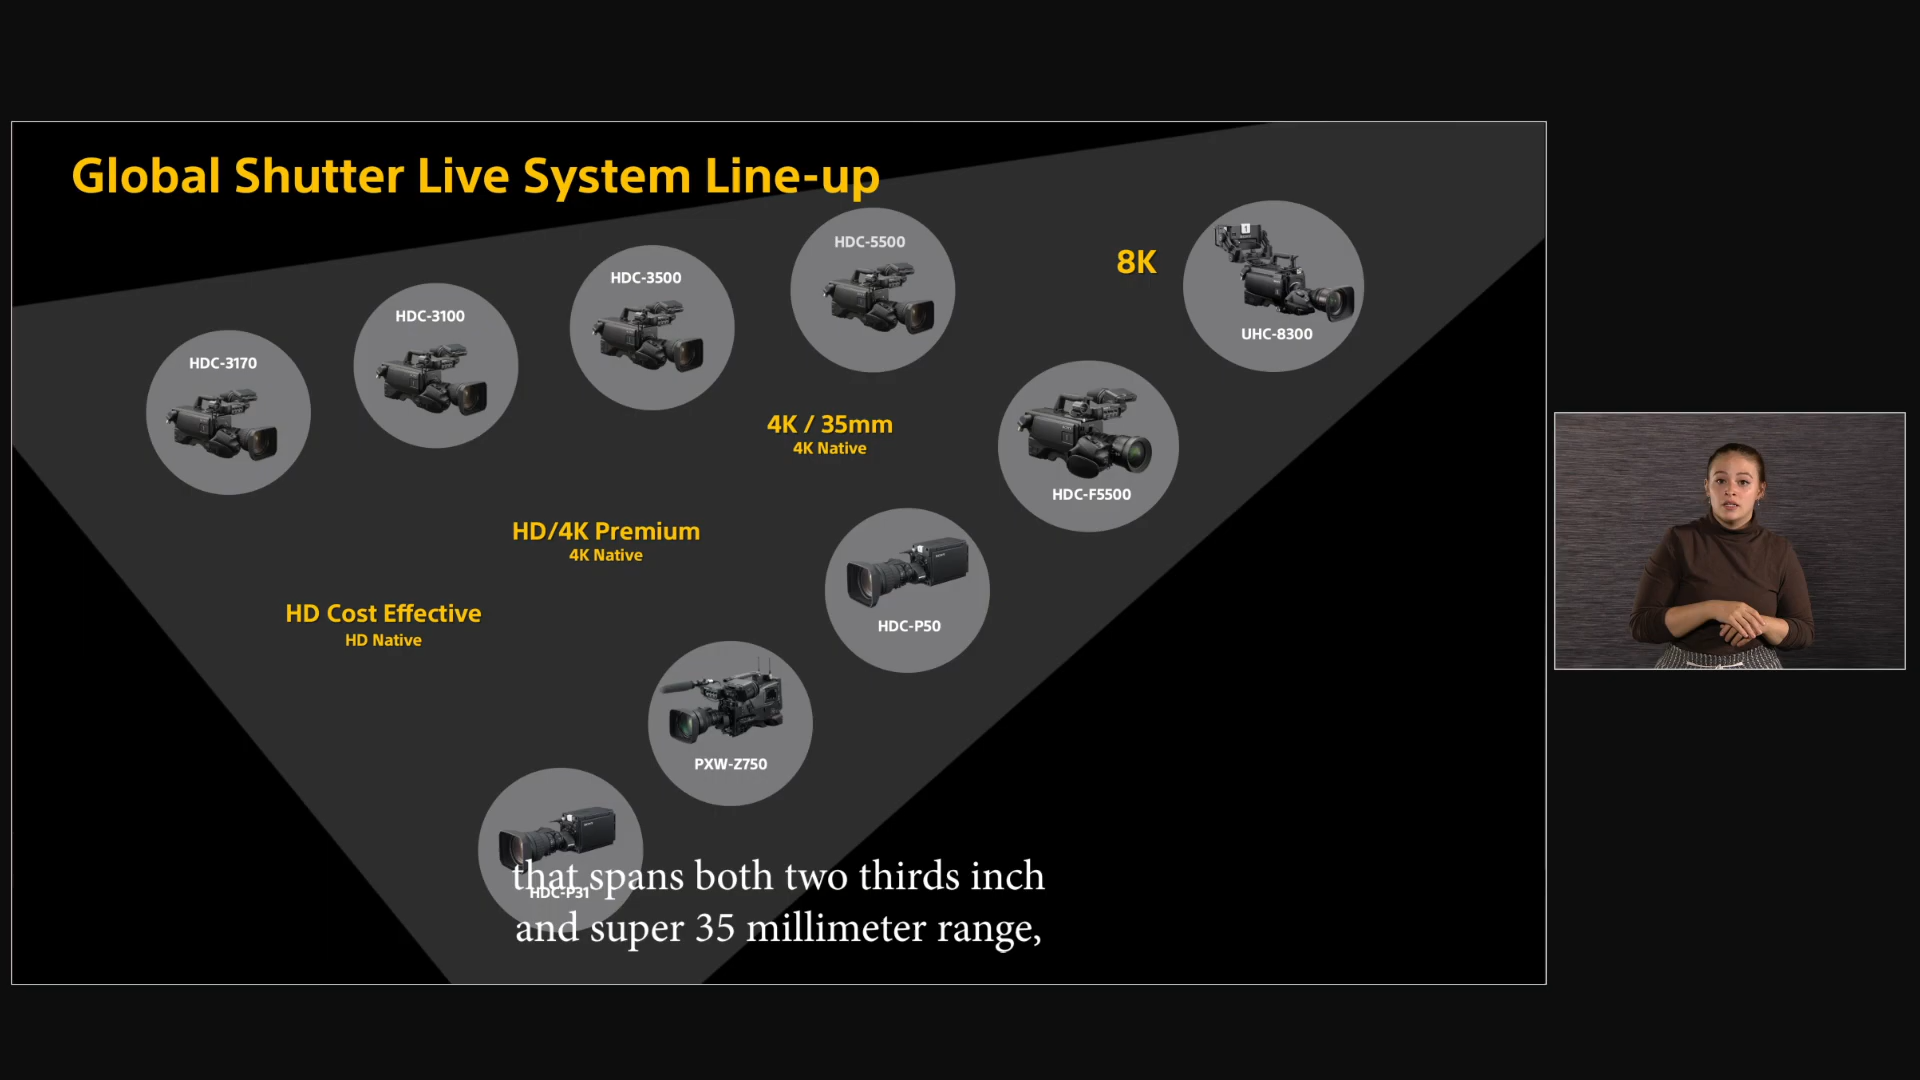 Global Shutter Live System Line-up
HDC-5500
8K
HDC-3500
HDC-3100
UHC-8300
HDC-3170
4K / 35mm
4K Native
HDC-F5500
HD/4K Premium
4K Native
HD Cost Effective
HD Native
HDC-P50
PXW-Z750
HDC-P31
that spans both two thirds inch
and super 35 millimeter range,